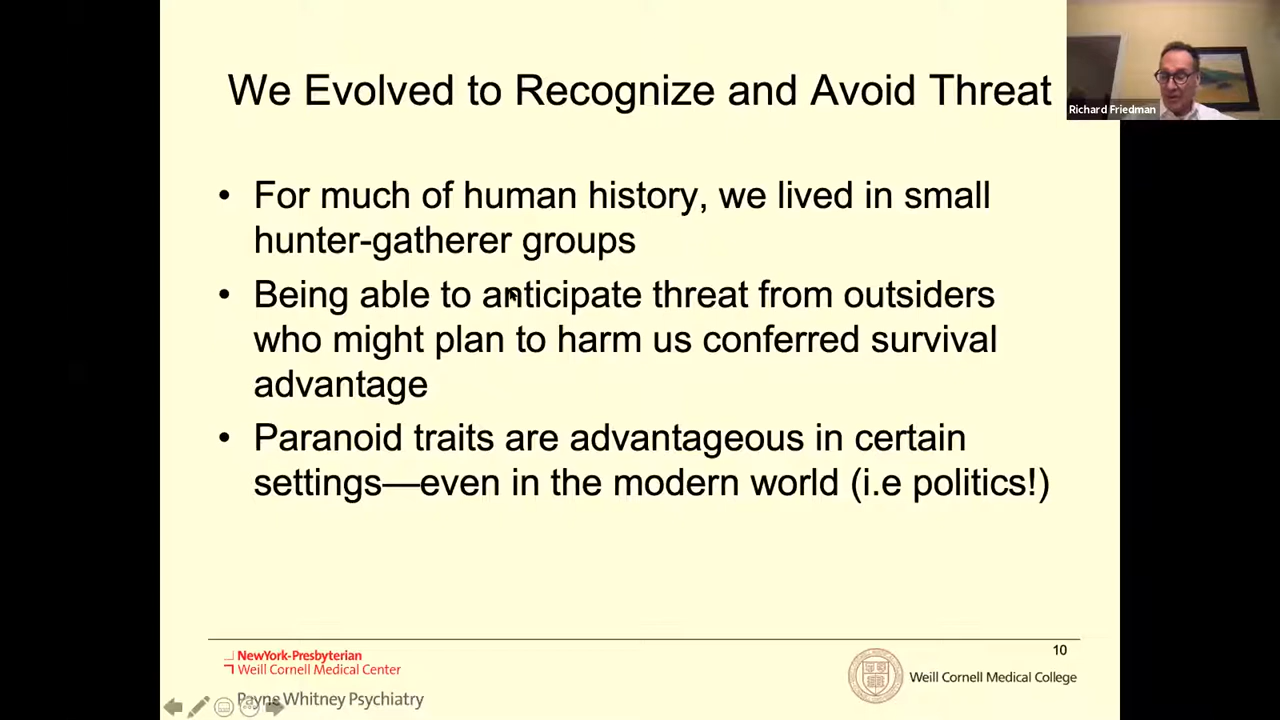 We Evolved to Recognize and Avoid Threat
Richard Friedman
• For much of human history, we lived in small
hunter-gatherer groups
• Being able to anticipate threat from outsiders
who might plan to harm us conferred survival
advantage
• Paranoid traits are advantageous in certain
settings—even in the modern world (i.e politics!)
10
NewYork-Presbyterian
Weill Cornell Medical Center
Weill Cornell Medical College
Payne Whitney Psychiatry